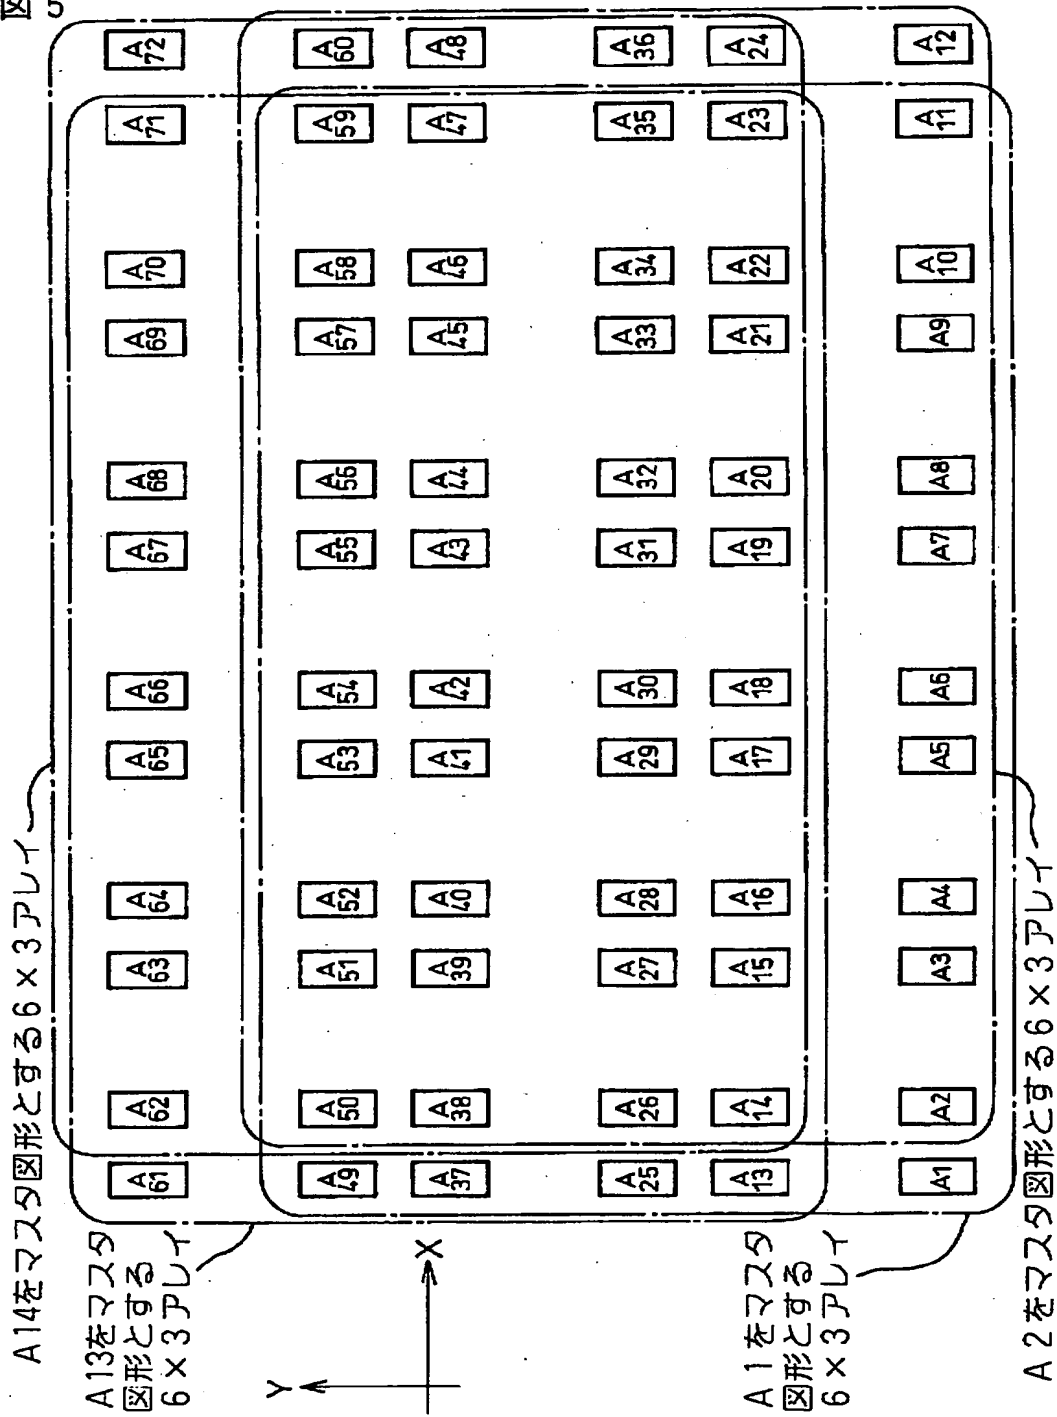 図 5
A14をマスタ図形とする6×3アレイ
A13をマスタ
図形とする
6×3アレイ
A61 A62 A63 A64 A65 A66 A67 A68 A69 A70 A71 A72
A49 A50 A51 A52 A53 A54 A55 A56 A57 A58 A59 A60
A37 A38 A39 A40 A41 A42 A43 A44 A45 A46 A47 A48
A25 A26 A27 A28 A29 A30 A31 A32 A33 A34 A35 A36
A13 A14 A15 A16 A17 A18 A19 A20 A21 A22 A23 A24
A1 A2 A3 A4 A5 A6 A7 A8 A9 A10 A11 A12
Y
X
A1をマスタ
図形とする
6×3アレイ
A2をマスタ図形とする6×3アレイ